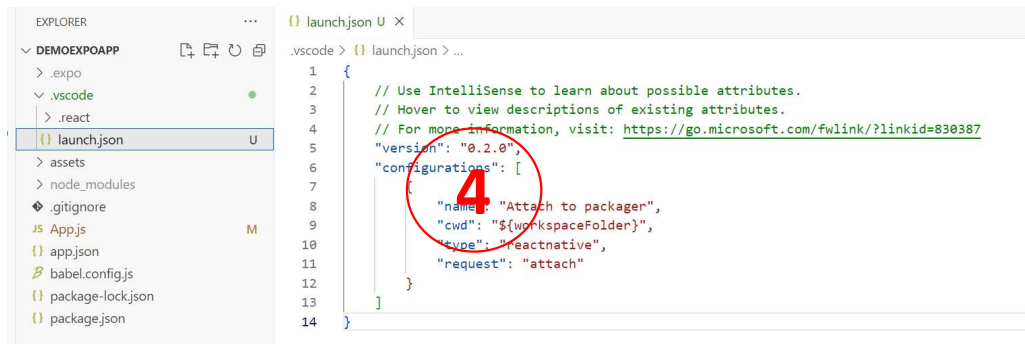 EXPLORER ...
DEMOEXPOAPP
.expo
.vscode
.react
{} launch.json U
assets
node_modules
.gitignore
JS App.js M
{} app.json
babel.config.js
{} package-lock.json
{} package.json
{} launch.json U ×
.vscode > {} launch.json > ...
1 {
2 // Use IntelliSense to learn about possible attributes.
3 // Hover to view descriptions of existing attributes.
4 // For more information, visit: https://go.microsoft.com/fwlink/?linkid=830387
5 "version": "0.2.0",
6 "configurations": [
7 {
8 "name": "Attach to packager",
9 "cwd": "${workspaceFolder}",
10 "type": "reactnative",
11 "request": "attach"
12 }
13 ]
14 }
4